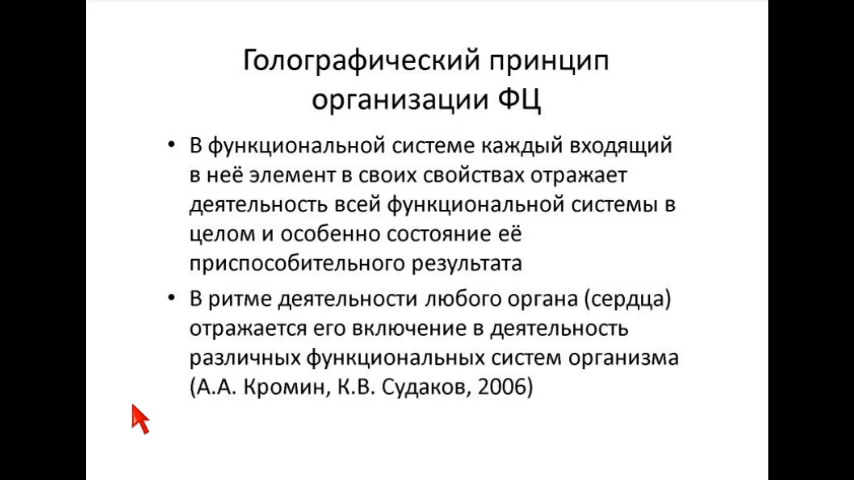 Голографический принцип
организации ФЦ
• В функциональной системе каждый входящий
в неё элемент в своих свойствах отражает
деятельность всей функциональной системы в
целом и особенно состояние её
приспособительного результата
• В ритме деятельности любого органа (сердца)
отражается его включение в деятельность
различных функциональных систем организма
(А.А. Кромин, К.В. Судаков, 2006)